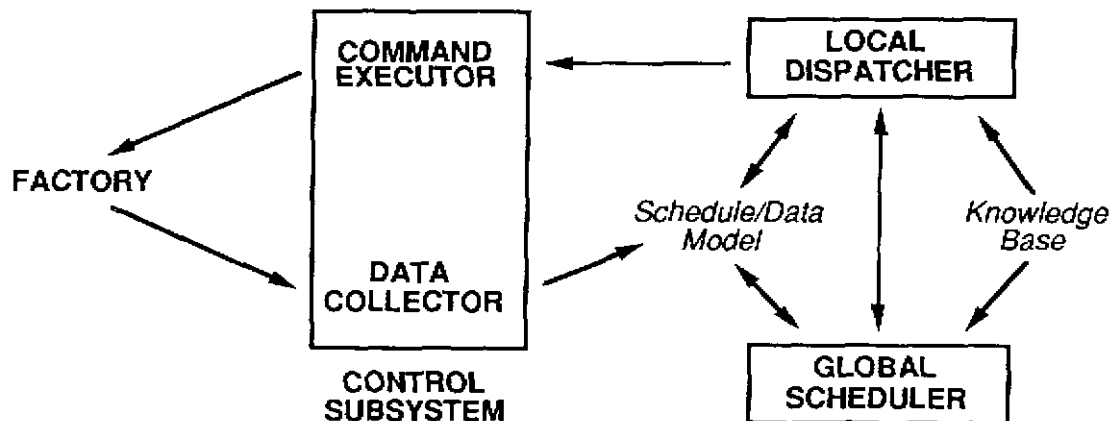 COMMAND
EXECUTOR
LOCAL
DISPATCHER
FACTORY
Schedule/Data
Model
Knowledge
Base
DATA
COLLECTOR
CONTROL
SUBSYSTEM
GLOBAL
SCHEDULER